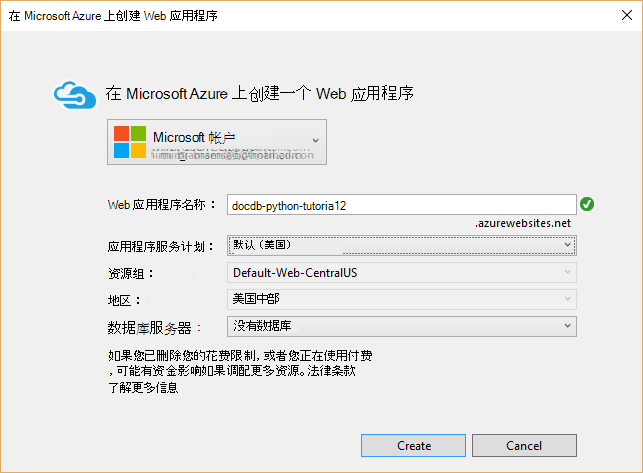 在 Microsoft Azure 上创建 Web 应用程序
在 Microsoft Azure 上创建一个 Web 应用程序
Microsoft 帐户
Web 应用程序名称：
docdb-python-tutoria12
.azurewebsites.net
应用程序服务计划：
默认（美国）
资源组：
Default-Web-CentralUS
地区：
美国中部
数据库服务器：
没有数据库
如果您已删除您的花费限制, 或者您正在使用付费
, 可能有资金影响如果调配更多资源。法律条款
了解更多信息
Create
Cancel